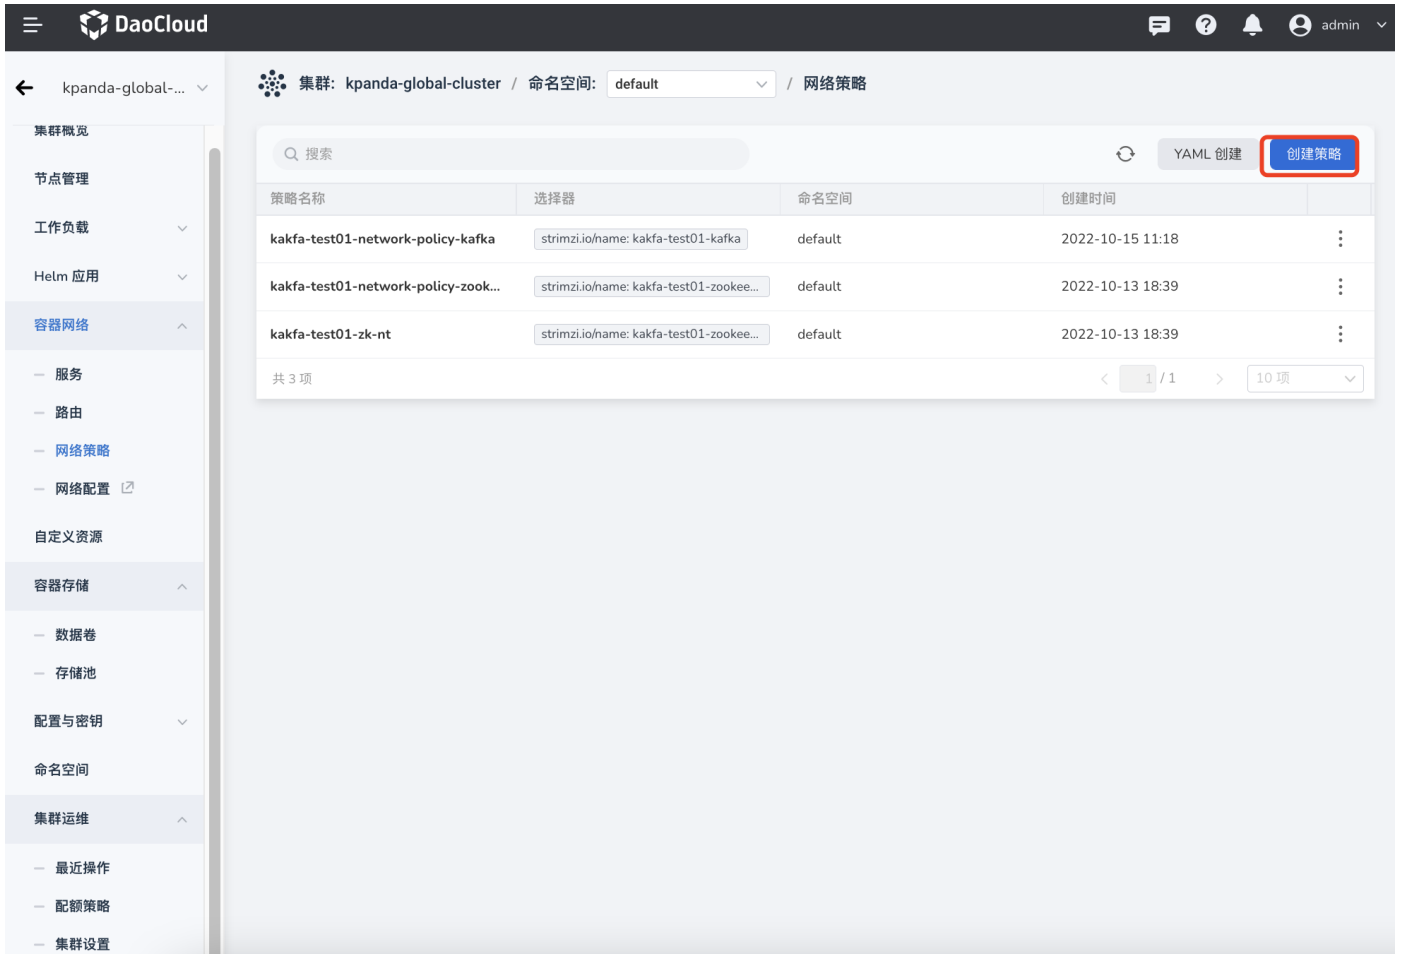 DaoCloud
admin
kpanda-global-...
集群: kpanda-global-cluster / 命名空间: default / 网络策略
集群概览
节点管理
工作负载
Helm 应用
容器网络
服务
路由
网络策略
网络配置
自定义资源
容器存储
数据卷
存储池
配置与密钥
命名空间
集群运维
最近操作
配额策略
集群设置
搜索
YAML 创建
创建策略
策略名称 选择器 命名空间 创建时间
kakfa-test01-network-policy-kafka strimzi.io/name: kakfa-test01-kafka default 2022-10-15 11:18
kakfa-test01-network-policy-zook... strimzi.io/name: kakfa-test01-zookee... default 2022-10-13 18:39
kakfa-test01-zk-nt strimzi.io/name: kakfa-test01-zookee... default 2022-10-13 18:39
共 3 项
1 / 1
10 项